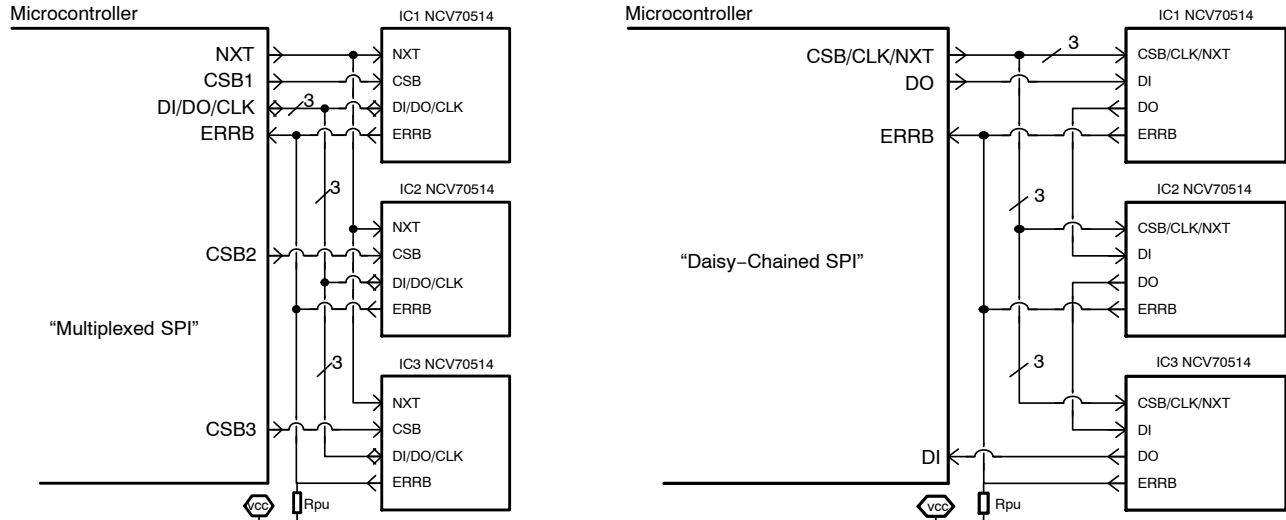 Microcontroller
IC1 NCV70514
NXT
CSB1
DI/DO/CLK
ERRB
3
NXT
CSB
DI/DO/CLK
ERRB
3
IC2 NCV70514
CSB2
NXT
CSB
DI/DO/CLK
ERRB
“Multiplexed SPI”
3
IC3 NCV70514
CSB3
NXT
CSB
DI/DO/CLK
ERRB
VCC
Rpu
Microcontroller
IC1 NCV70514
CSB/CLK/NXT
DO
ERRB
3
CSB/CLK/NXT
DI
DO
ERRB
3
IC2 NCV70514
CSB/CLK/NXT
DI
DO
ERRB
“Daisy−Chained SPI”
3
IC3 NCV70514
CSB/CLK/NXT
DI
DO
ERRB
DI
VCC
Rpu